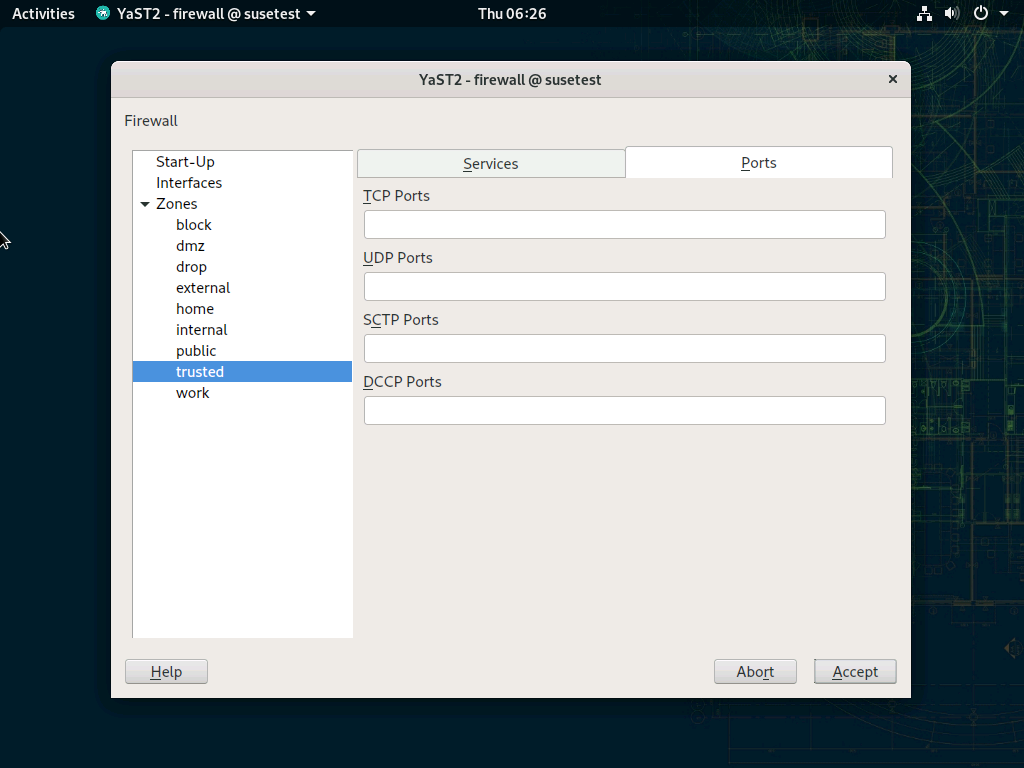 Activities YaST2 - firewall @ susetest Thu 06:26
YaST2 - firewall @ susetest
Firewall
Start-Up
Interfaces
Zones
block
dmz
drop
external
home
internal
public
trusted
work
Services Ports
TCP Ports
UDP Ports
SCTP Ports
DCCP Ports
Help Abort Accept